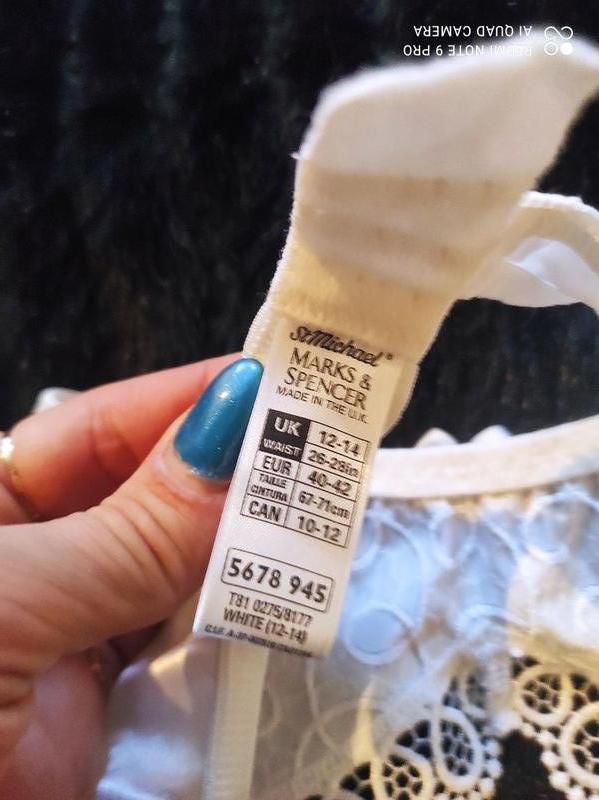 REDMI NOTE 9 PRO
AI QUAD CAMERA
StMichael®
MARKS &
SPENCER
MADE IN THE U.K.
UK 12-14
WAIST 26-28in
EUR 40-42
TAILLE
CINTURA 67-71cm
CAN 10-12
5678 945
T81 0275/8177
WHITE (12-14)